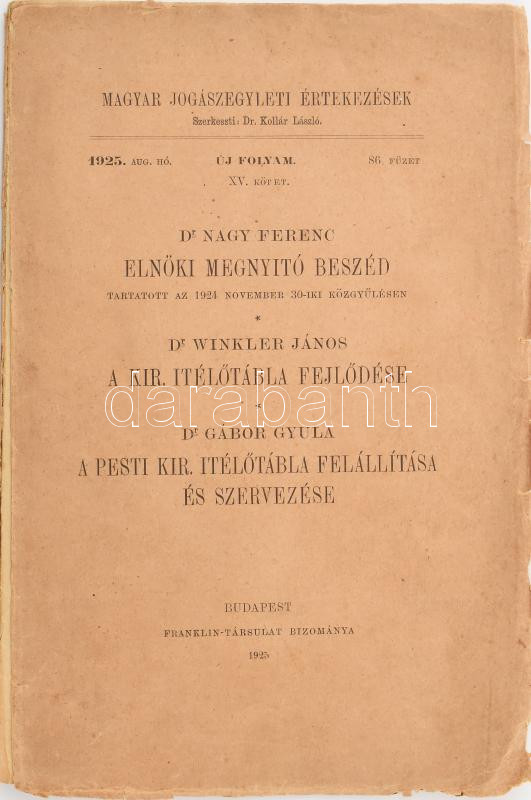 MAGYAR JOGÁSZEGYLETI ÉRTEKEZÉSEK
Szerkessti: Dr. Kollár László.
1925. AUG. HÓ. ÚJ FOLYAM. 86. FÜZET
XV. KÖTET.
Dr NAGY FERENC
ELNÖKI MEGNYITÓ BESZÉD
TARTATOTT AZ 1924 NOVEMBER 30-IKI KÖZGYÜLÉSEN
*
Dr WINKLER JÁNOS
A KIR. ITÉLŐTÁBLA FEJLŐDÉSE
*
darabanth
Dr GÁBOR GYULA
A PESTI KIR. ITÉLŐTÁBLA FELÁLLÍTÁSA
ÉS SZERVEZÉSE
BUDAPEST
FRANKLIN-TÁRSULAT BIZOMÁNYA
1925